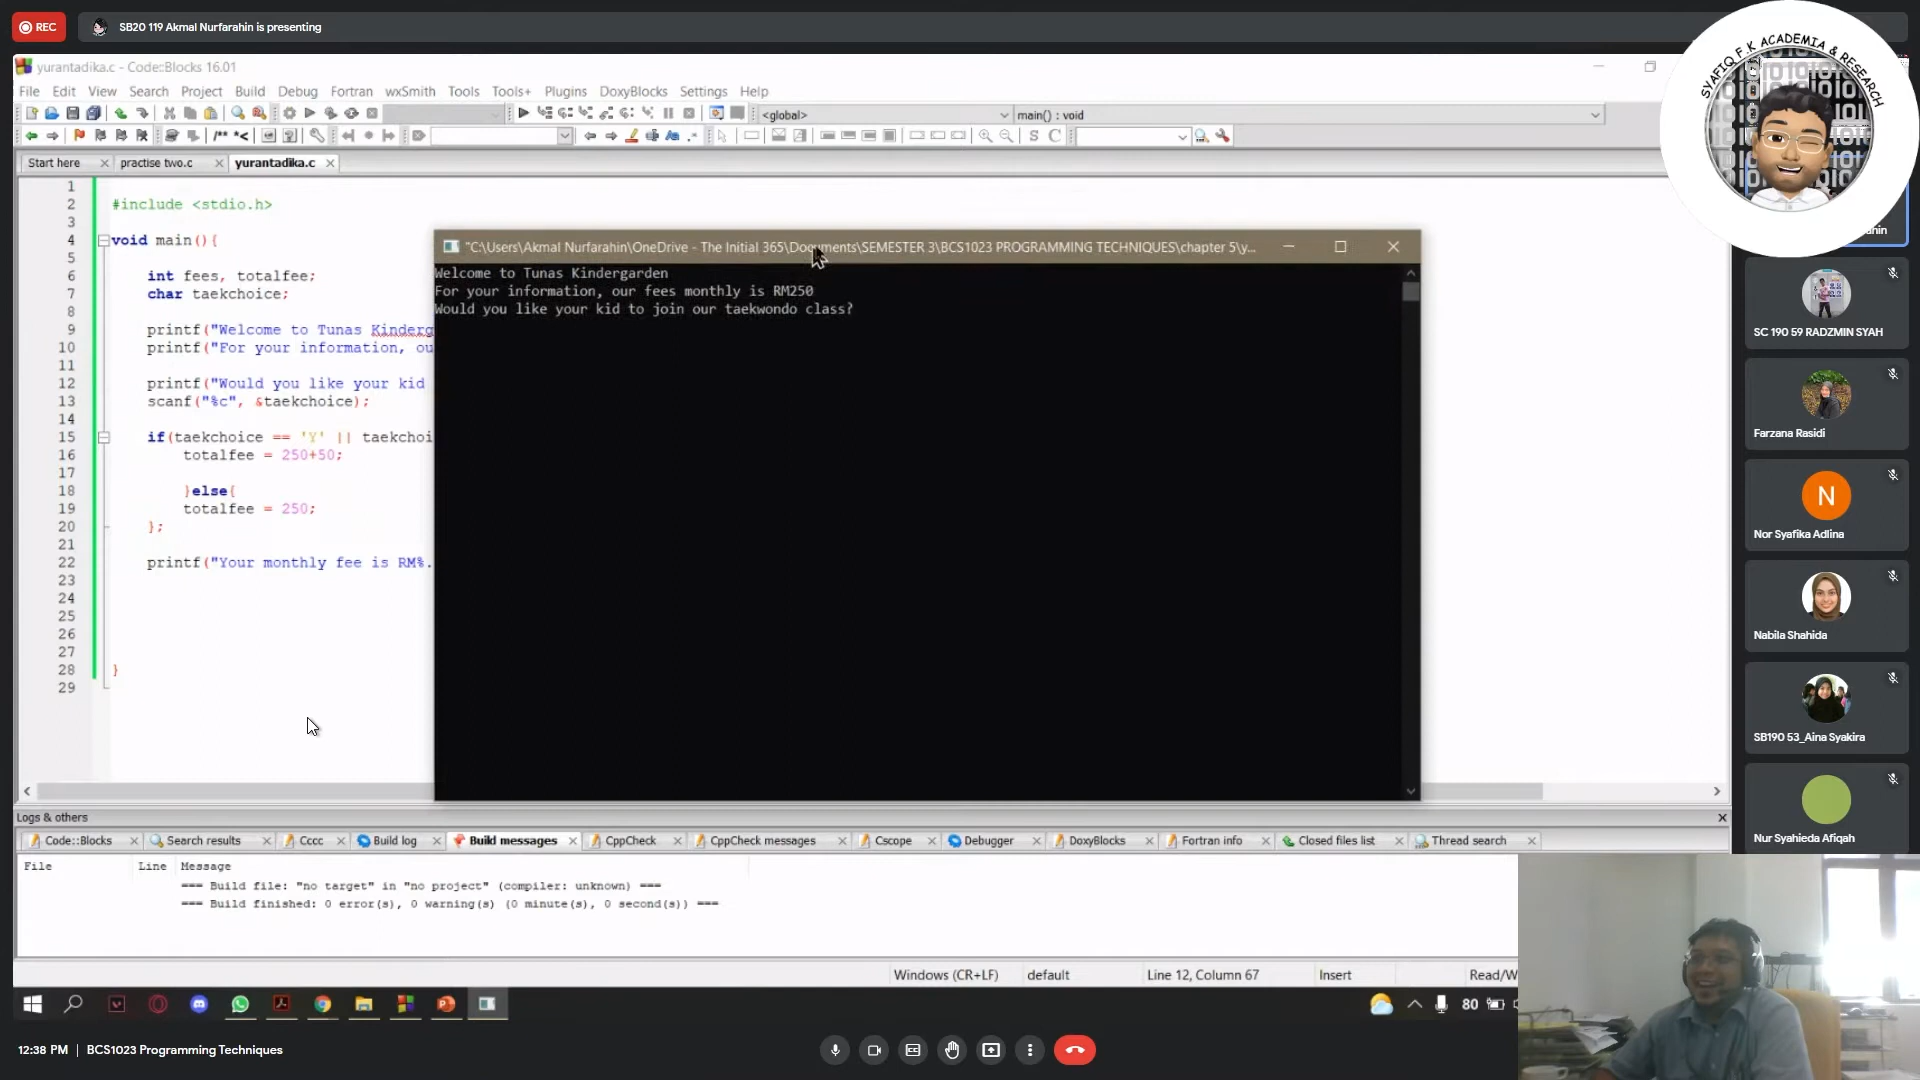 REC
SB20 119 Akmal Nurfarahin is presenting
SYAFIQ F.K ACADEMIA & RESEARCH
yurantadika.c - Code::Blocks 16.01
File Edit View Search Project Build Debug Fortran wxSmith Tools Tools+ Plugins DoxyBlocks Settings Help
<global> main() : void
Start here practise two.c yurantadika.c
1
2 #include <stdio.h>
3
4 void main(){
5
6 int fees, totalfee;
7 char taekchoice;
8
9 printf("Welcome to Tunas Kinderg
10 printf("For your information, ou
11
12 printf("Would you like your kid
13 scanf("%c", &taekchoice);
14
15 if(taekchoice == 'Y' || taekchoi
16 totalfee = 250+50;
17
18 }else{
19 totalfee = 250;
20 };
21
22 printf("Your monthly fee is RM%.
23
24
25
26
27
28 }
29
"C:\Users\Akmal Nurfarahin\OneDrive - The Initial 365\Documents\SEMESTER 3\BCS1023 PROGRAMMING TECHNIQUES\chapter 5\y...
Welcome to Tunas Kindergarden
For your information, our fees monthly is RM250
Would you like your kid to join our taekwondo class?
Logs & others
Code::Blocks Search results Cccc Build log Build messages CppCheck CppCheck messages Cscope Debugger DoxyBlocks Fortran info Closed files list Thread search
File Line Message
=== Build file: "no target" in "no project" (compiler: unknown) ===
=== Build finished: 0 error(s), 0 warning(s) (0 minute(s), 0 second(s)) ===
Windows (CR+LF) default Line 12, Column 67 Insert Read/W
80
12:38 PM | BCS1023 Programming Techniques
SC 190 59 RADZMIN SYAH
Farzana Rasidi
N
Nor Syafika Adlina
Nabila Shahida
SB190 53_Aina Syakira
Nur Syahieda Afiqah